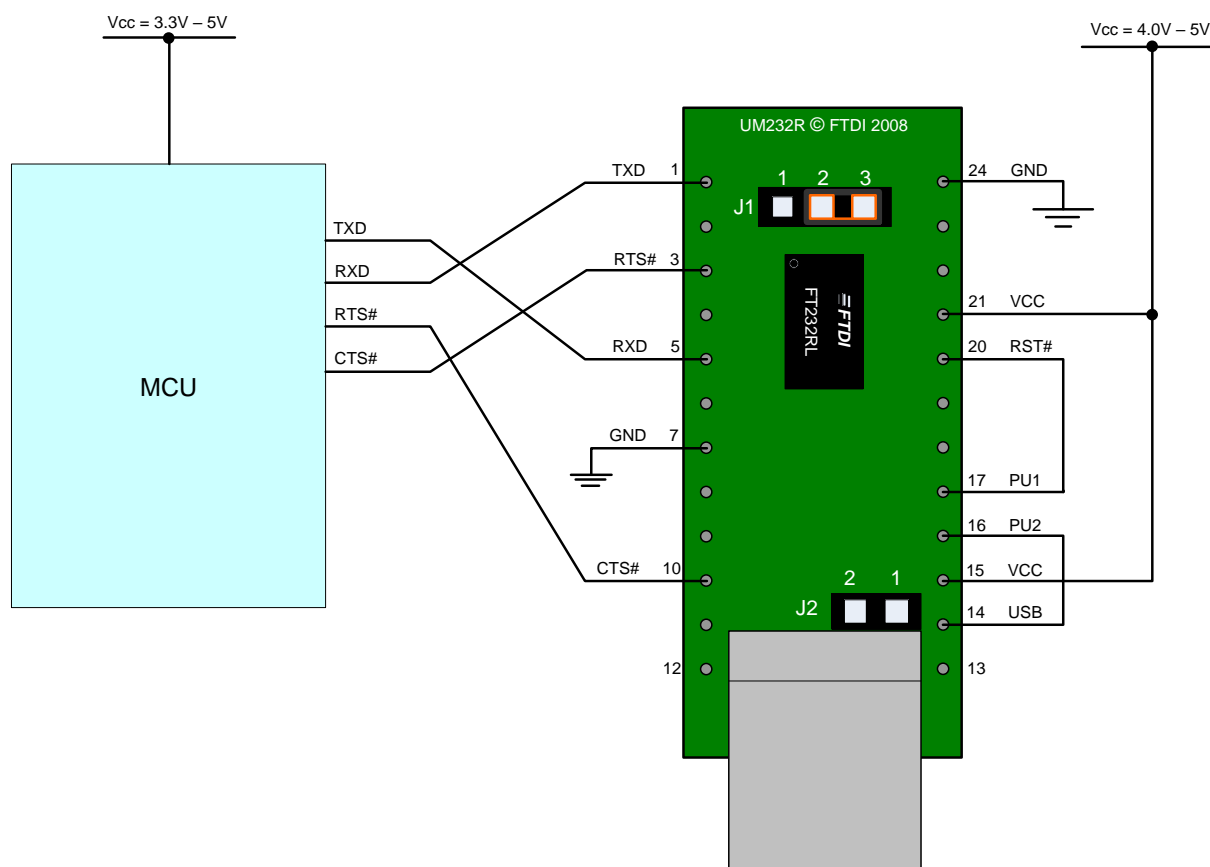 Vcc = 3.3V – 5V
Vcc = 4.0V – 5V
UM232R © FTDI 2008
TXD 1
24 GND
1 2 3
J1
TXD
RTS# 3
RXD
21 VCC
FTDI
FT232RL
RTS#
RXD 5
20 RST#
CTS#
MCU
GND 7
17 PU1
16 PU2
CTS# 10
2 1
15 VCC
J2
14 USB
12
13